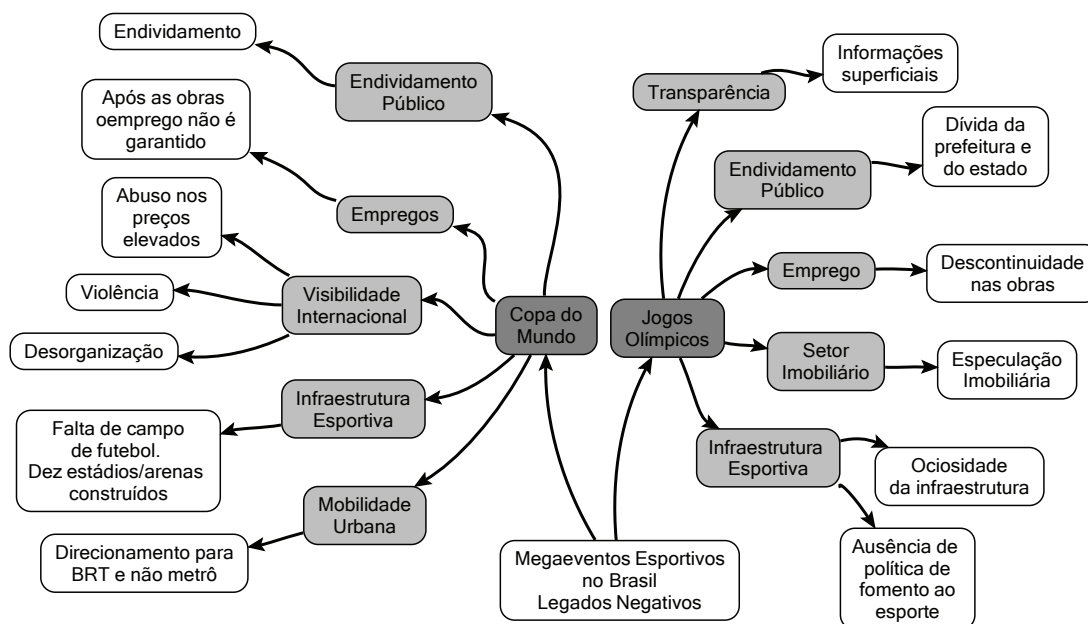 Endividamento
Endividamento
Público
Após as obras
oemprego não é
garantido
Empregos
Abuso nos
preços
elevados
Violência
Desorganização
Visibilidade
Internacional
Infraestrutura
Esportiva
Falta de campo
de futebol.
Dez estádios/arenas
construídos
Mobilidade
Urbana
Direcionamento para
BRT e não metrô
Copa do
Mundo
Jogos
Olímpicos
Megaeventos Esportivos
no Brasil
Legados Negativos
Transparência
Informações
superficiais
Endividamento
Público
Dívida da
prefeitura e
do estado
Emprego
Descontinuidade
nas obras
Setor
Imobiliário
Especulação
Imobiliária
Infraestrutura
Esportiva
Ociosidade
da infraestrutura
Ausência de
política de
fomento ao
esporte